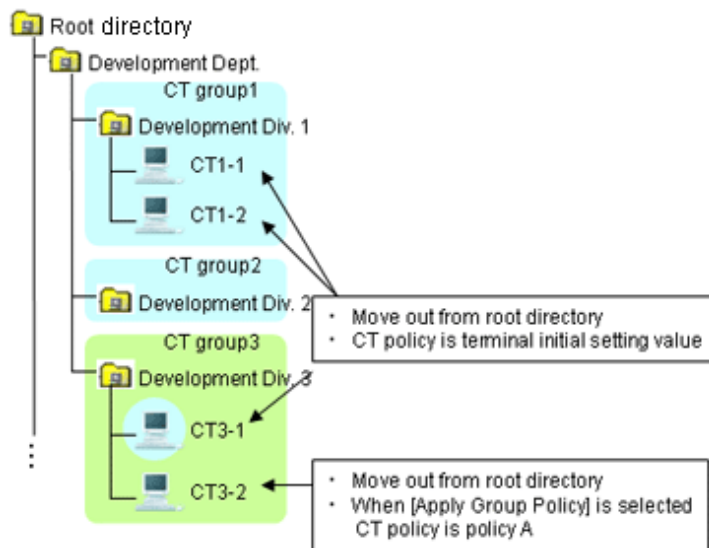 Root directory
Development Dept.
CT group1
Development Div. 1
CT1-1
CT1-2
CT group2
Development Div. 2
CT group3
Development Div. 3
CT3-1
CT3-2
・ Move out from root directory
・ CT policy is terminal initial setting value
・ Move out from root directory
・ When [Apply Group Policy] is selected
CT policy is policy A